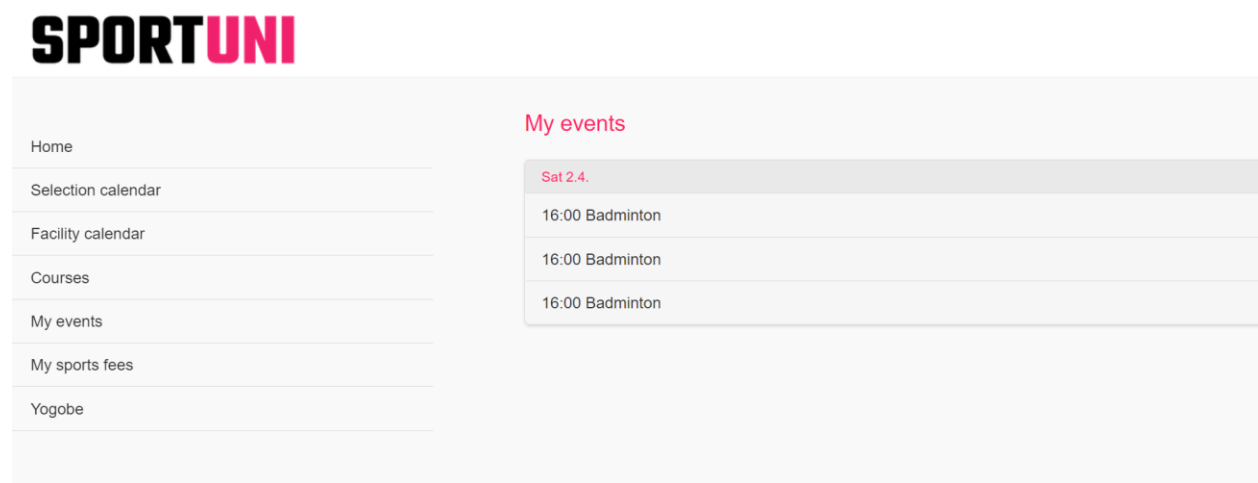 SPORTUNI
Home
Selection calendar
Facility calendar
Courses
My events
My sports fees
Yogobe
My events
Sat 2.4.
16:00 Badminton
16:00 Badminton
16:00 Badminton